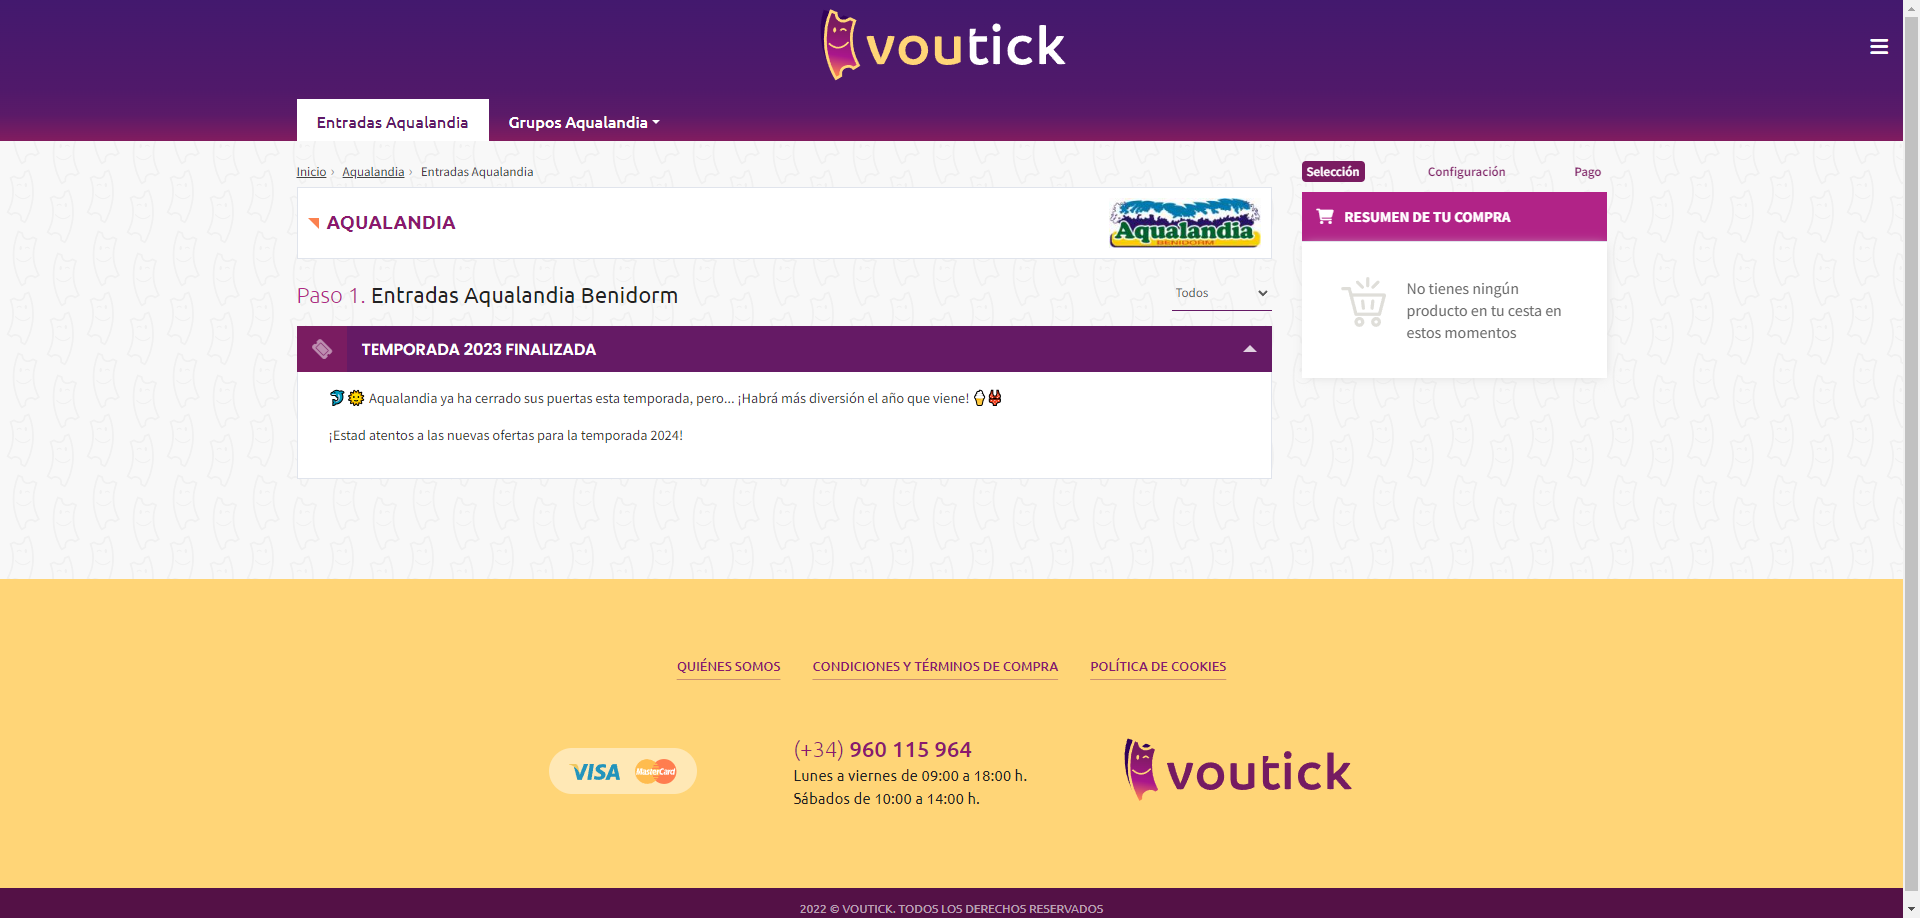 voutick
Entradas Aqualandia
Grupos Aqualandia
Inicio › Aqualandia › Entradas Aqualandia
Selección
Configuración
Pago
AQUALANDIA
Aqualandia
BENIDORM
RESUMEN DE TU COMPRA
No tienes ningún
producto en tu cesta en
estos momentos
Paso 1. Entradas Aqualandia Benidorm
Todos
TEMPORADA 2023 FINALIZADA
Aqualandia ya ha cerrado sus puertas esta temporada, pero... ¡Habrá más diversión el año que viene!
¡Estad atentos a las nuevas ofertas para la temporada 2024!
QUIÉNES SOMOS
CONDICIONES Y TÉRMINOS DE COMPRA
POLÍTICA DE COOKIES
VISA
MasterCard
(+34) 960 115 964
Lunes a viernes de 09:00 a 18:00 h.
Sábados de 10:00 a 14:00 h.
voutick
2022 © VOUTICK. TODOS LOS DERECHOS RESERVADOS